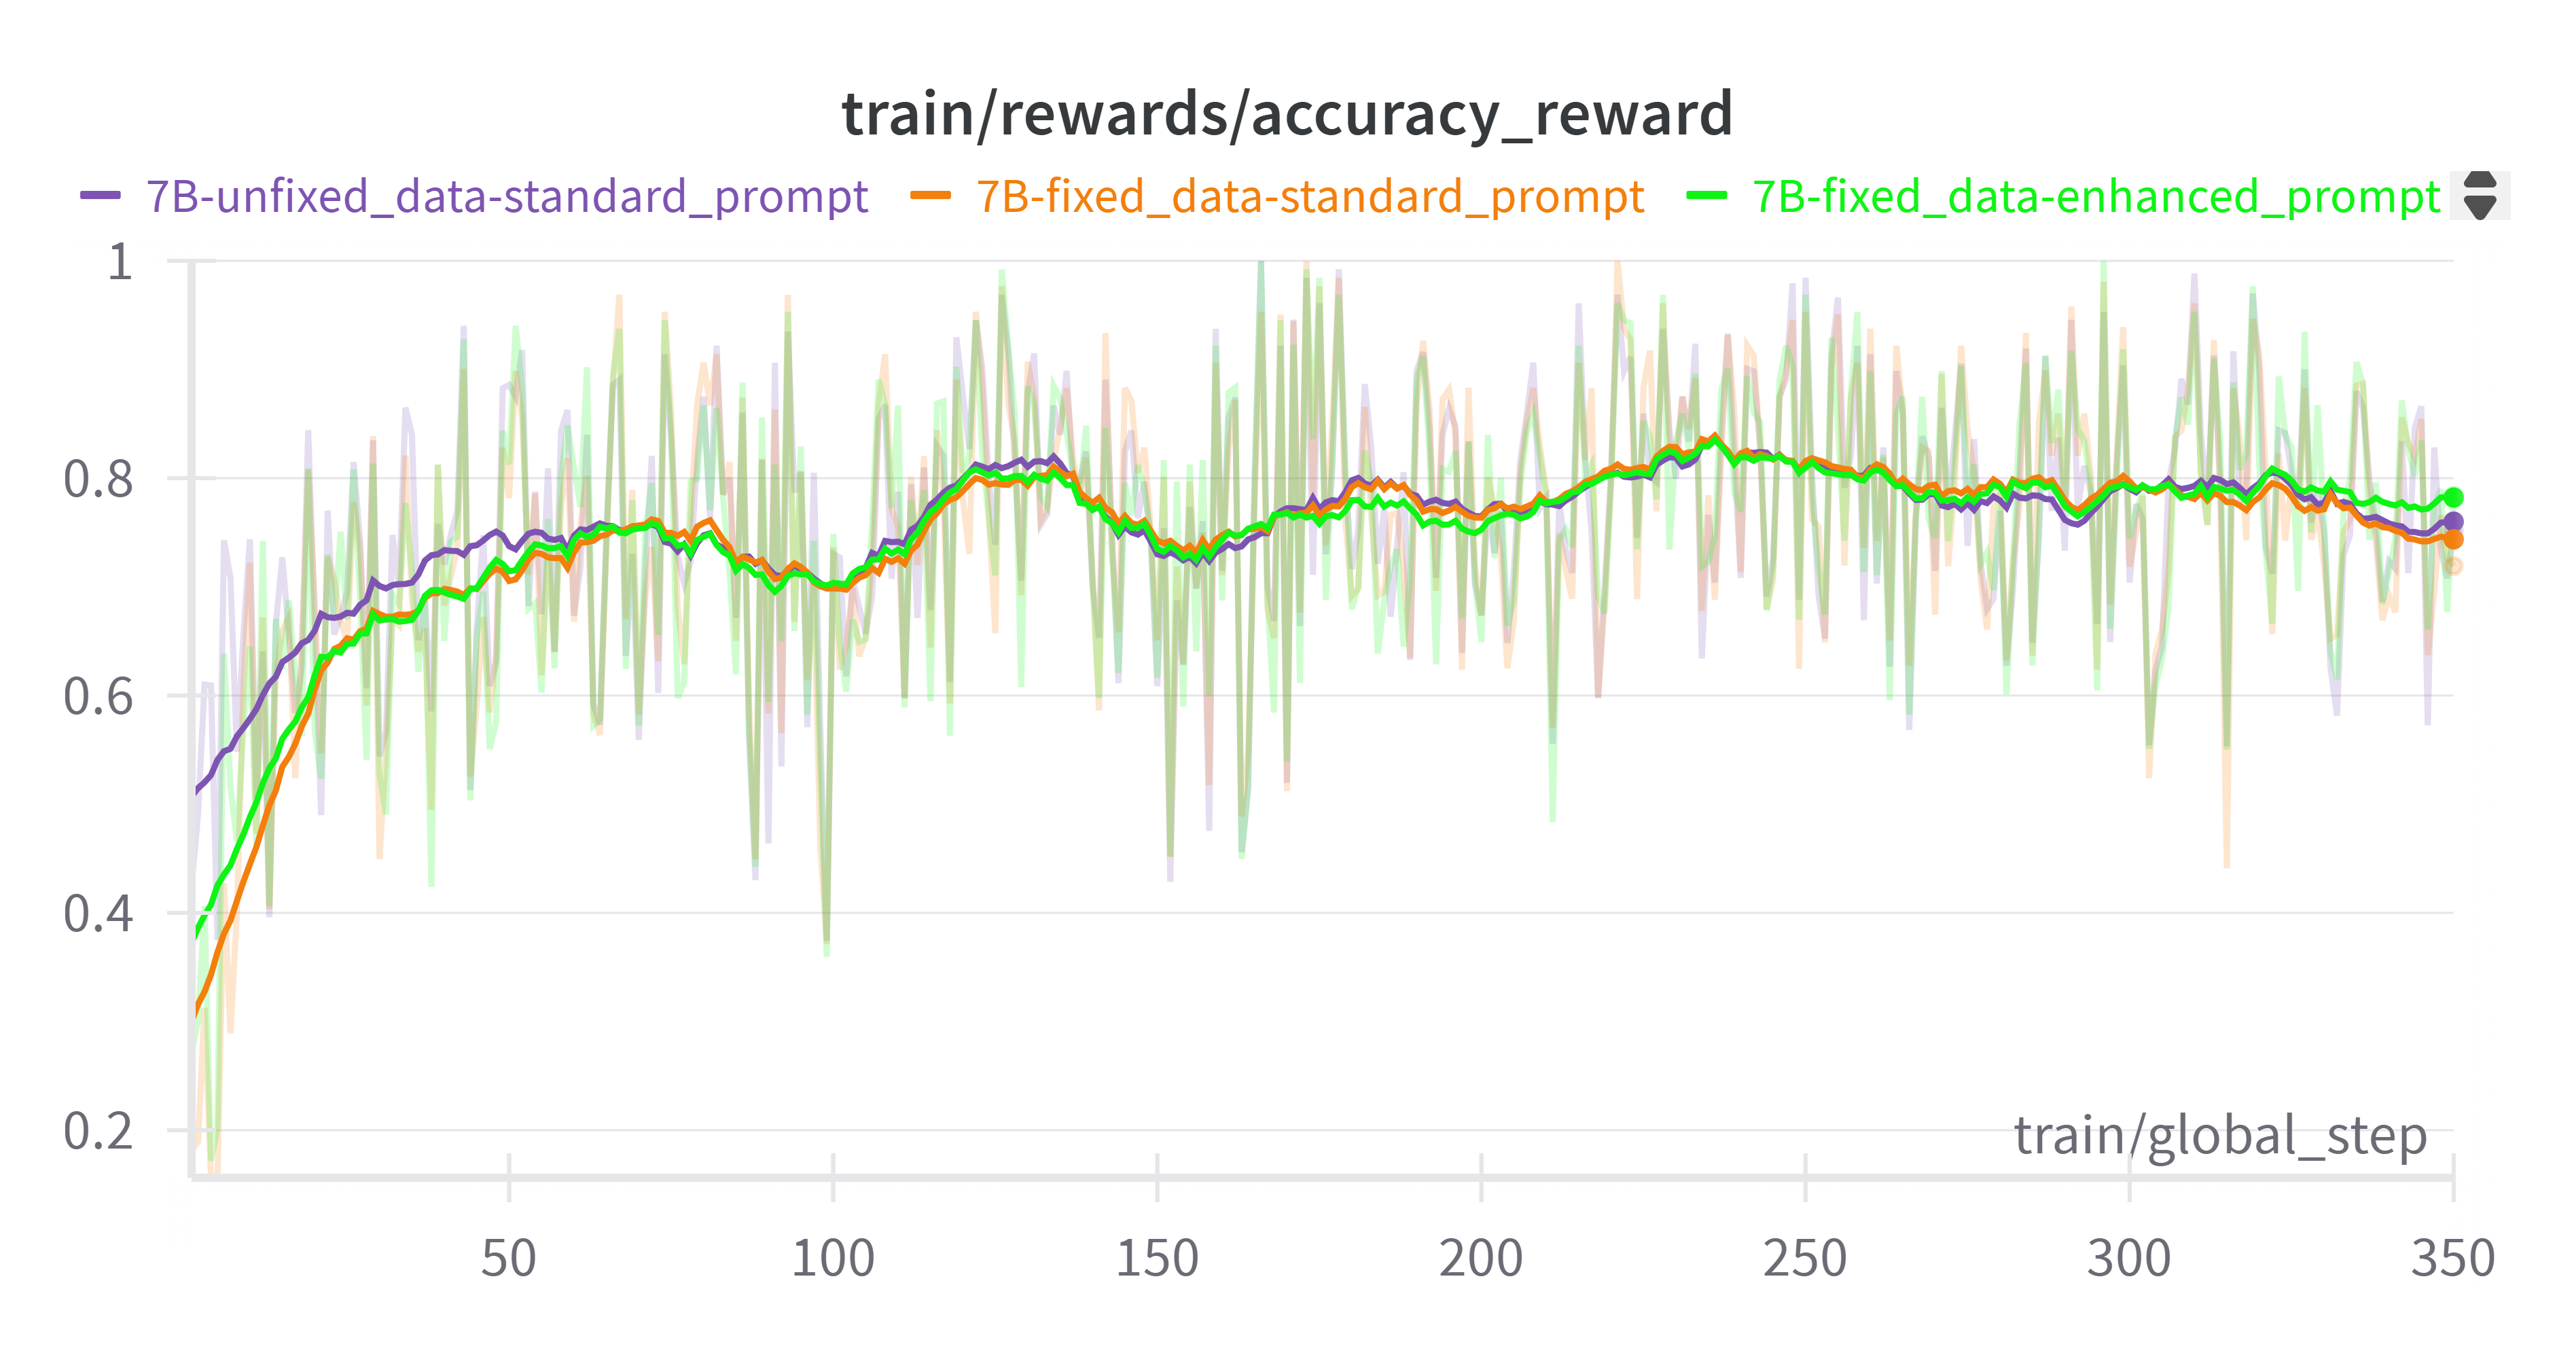 train/rewards/accuracy_reward
7B-unfixed_data-standard_prompt 7B-fixed_data-standard_prompt 7B-fixed_data-enhanced_prompt
1
0.8
0.6
0.4
0.2
train/global_step
50 100 150 200 250 300 350